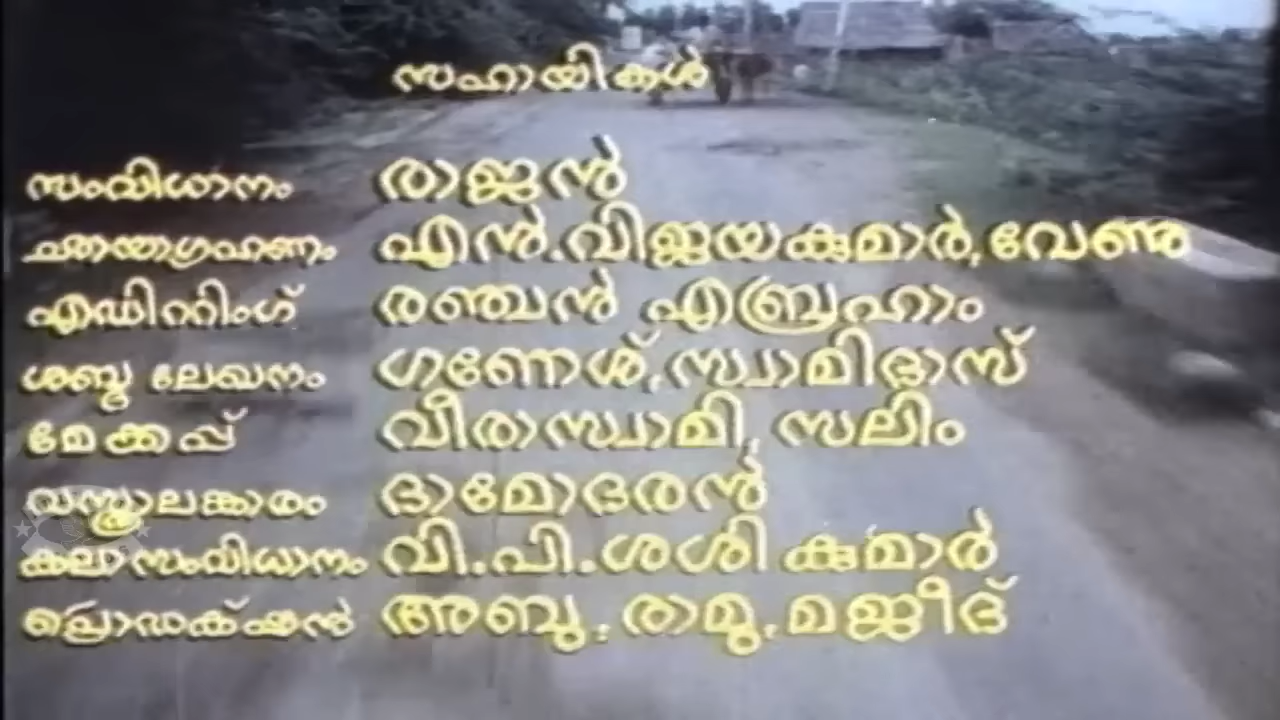 സഹായികൾ
സംവിധാനം രാജൻ
ഛായാഗ്രഹണം എൻ.വിജയകുമാർ,വേണു
എഡിററിംഗ് രഞ്ചൻ എബ്രഹാം
ശബ്ദ ലേഖനം ഗണേശ്,സ്വാമിദാസ്
മേക്കപ്പ് വീരാസ്വാമി, സലിം
വസ്ത്രാലങ്കാരം ദാമോദരൻ
കലാസംവിധാനം വി.പി.ശശി കുമാർ
പ്രൊഡക്ഷൻ അബു, രാമു,മജീദ്